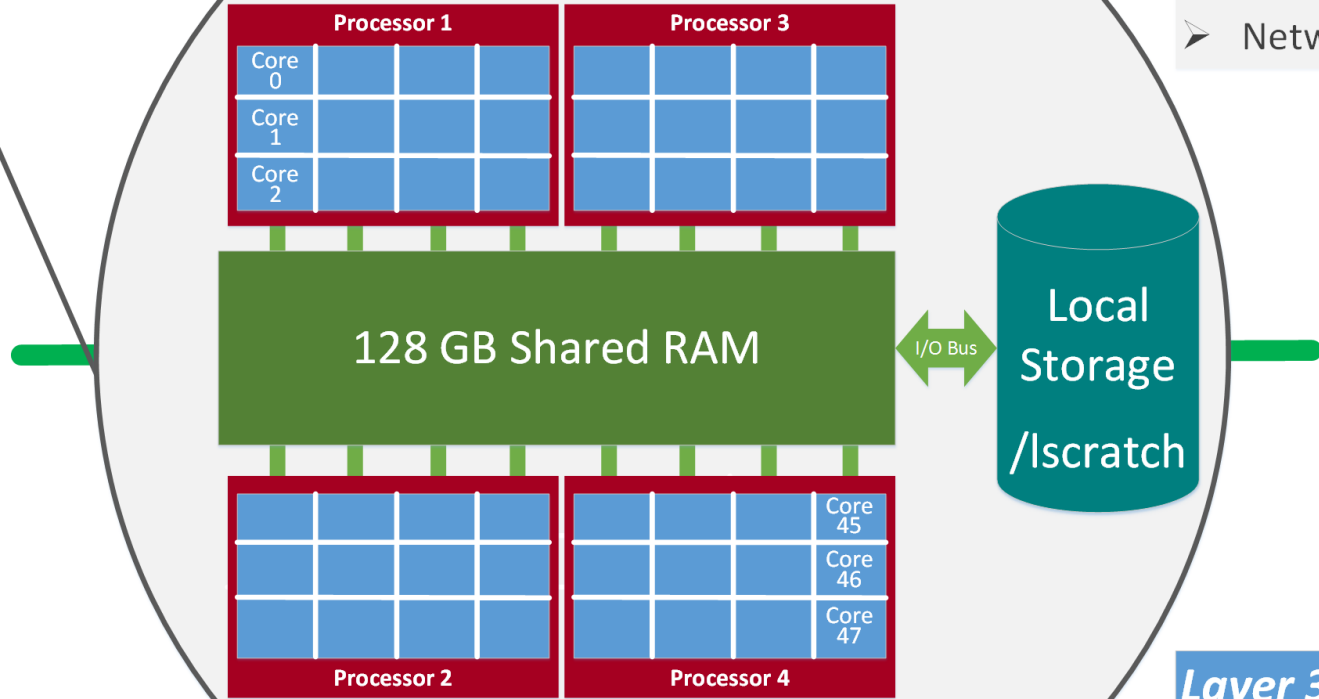 Processor 1
Processor 3
➢ Netw
Core
0
Core
1
Core
2
128 GB Shared RAM
I/O Bus
Local
Storage
/lscratch
Core
45
Core
46
Core
47
Processor 2
Processor 4
Layer 3